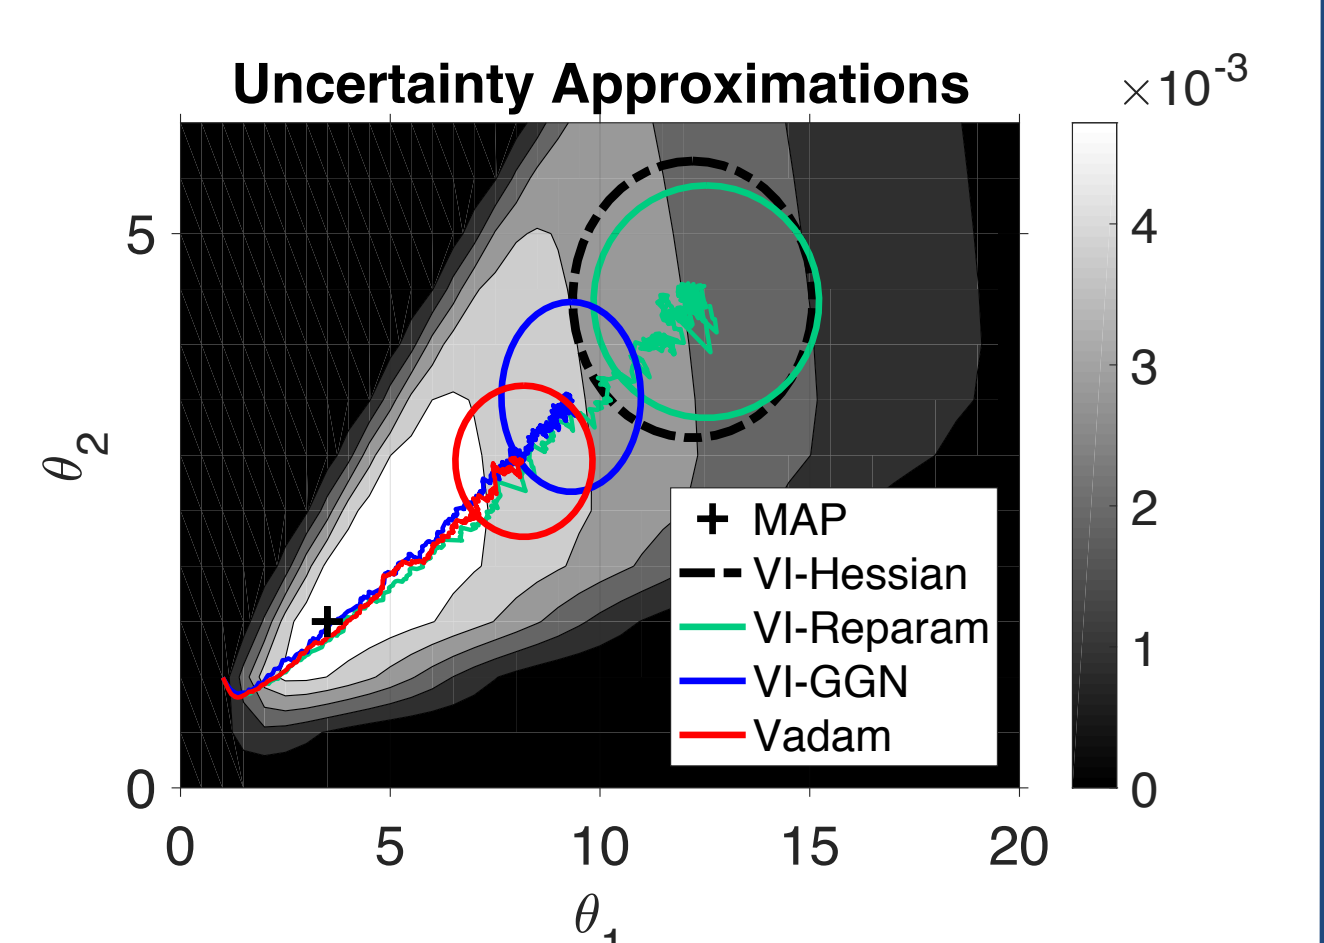 Uncertainty Approximations
×10⁻³
5
0
θ₂
0 5 10 15 20
θ₁
MAP
VI-Hessian
VI-Reparam
VI-GGN
Vadam
4
3
2
1
0